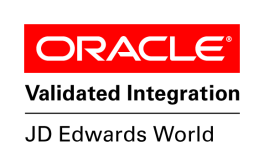 ORACLE®
Validated Integration
JD Edwards World